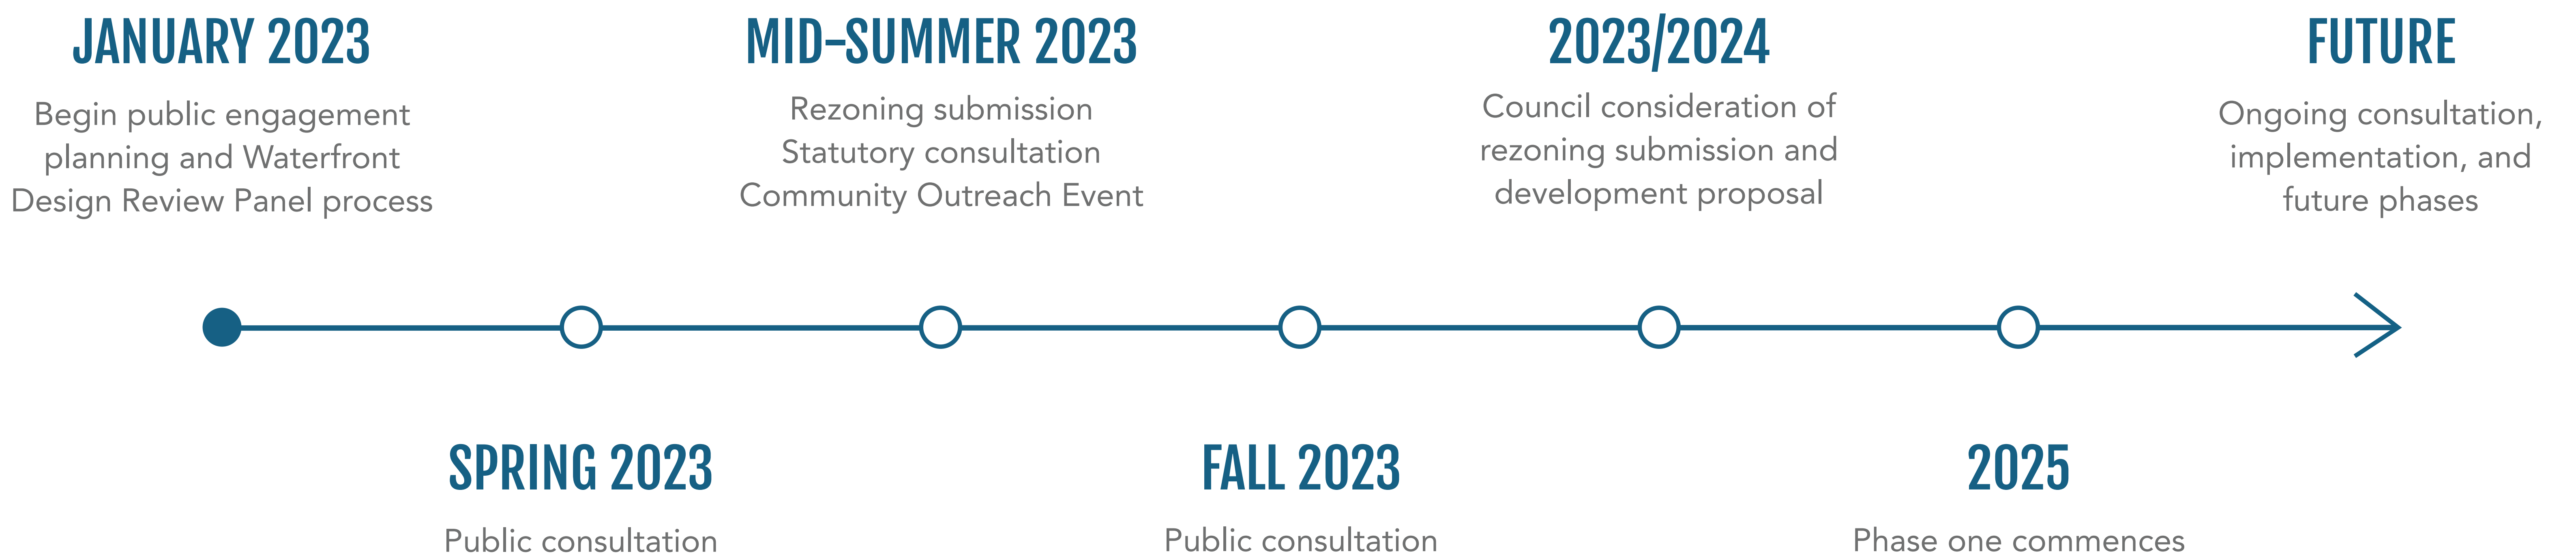 JANUARY 2023
Begin public engagement
planning and Waterfront
Design Review Panel process
SPRING 2023
Public consultation
MID-SUMMER 2023
Rezoning submission
Statutory consultation
Community Outreach Event
FALL 2023
Public consultation
2023/2024
Council consideration of
rezoning submission and
development proposal
2025
Phase one commences
FUTURE
Ongoing consultation,
implementation, and
future phases